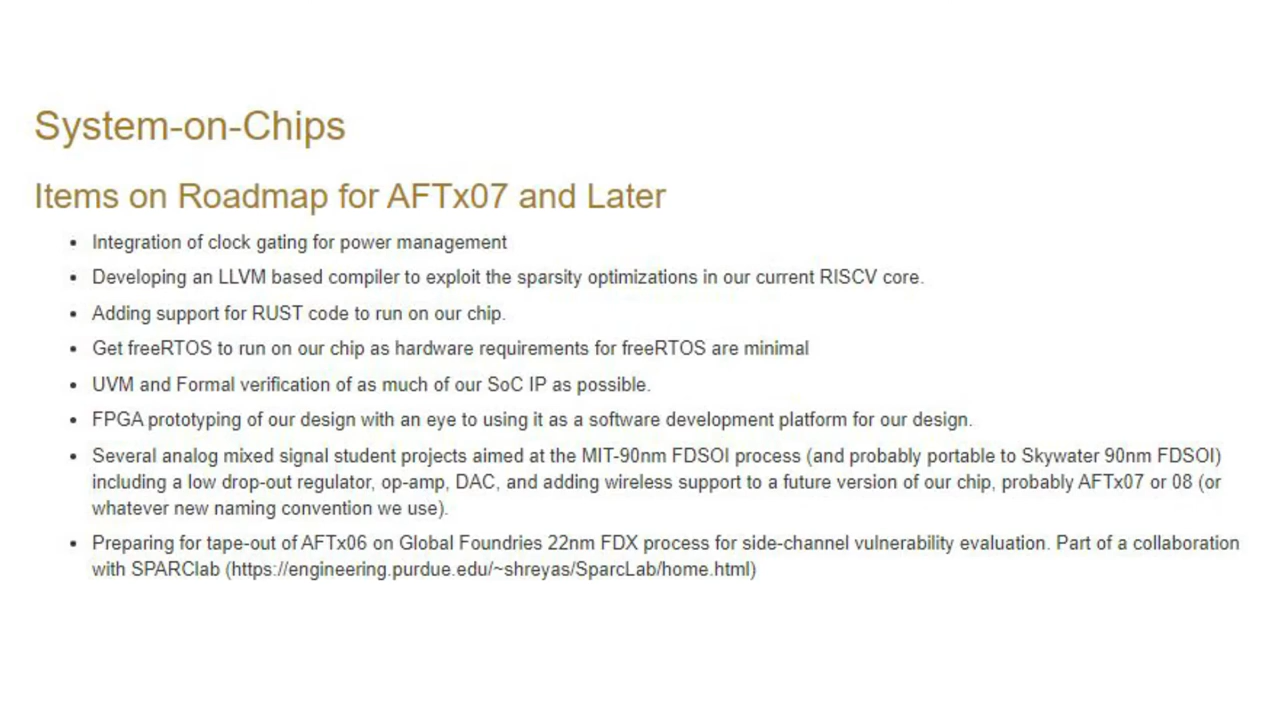 System-on-Chips
Items on Roadmap for AFTx07 and Later
• Integration of clock gating for power management
• Developing an LLVM based compiler to exploit the sparsity optimizations in our current RISCV core.
• Adding support for RUST code to run on our chip.
• Get freeRTOS to run on our chip as hardware requirements for freeRTOS are minimal
• UVM and Formal verification of as much of our SoC IP as possible.
• FPGA prototyping of our design with an eye to using it as a software development platform for our design.
• Several analog mixed signal student projects aimed at the MIT-90nm FDSOI process (and probably portable to Skywater 90nm FDSOI)
including a low drop-out regulator, op-amp, DAC, and adding wireless support to a future version of our chip, probably AFTx07 or 08 (or
whatever new naming convention we use).
• Preparing for tape-out of AFTx06 on Global Foundries 22nm FDX process for side-channel vulnerability evaluation. Part of a collaboration
with SPARClab (https://engineering.purdue.edu/~shreyas/SparcLab/home.html)